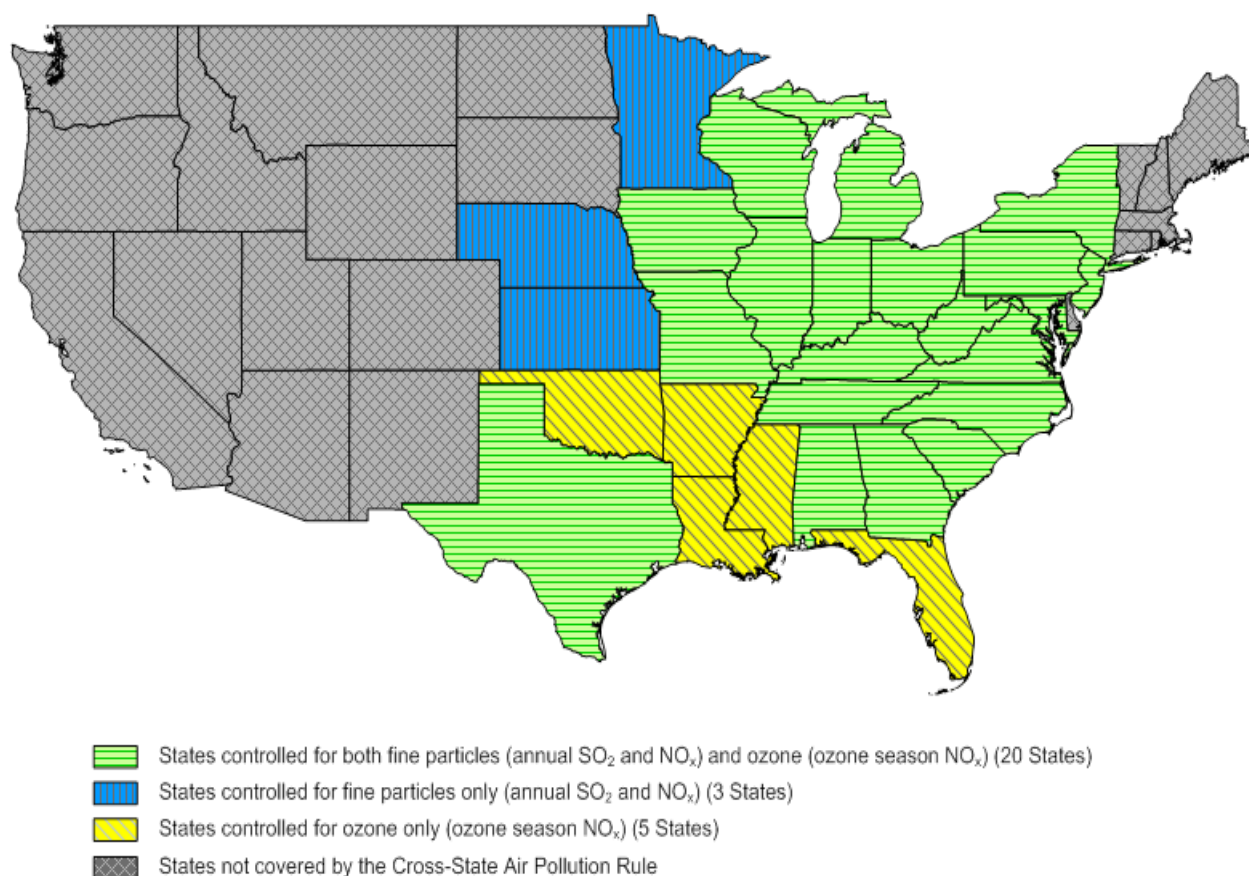 States controlled for both fine particles (annual SO₂ and NOₓ) and ozone (ozone season NOₓ) (20 States)
States controlled for fine particles only (annual SO₂ and NOₓ) (3 States)
States controlled for ozone only (ozone season NOₓ) (5 States)
States not covered by the Cross-State Air Pollution Rule